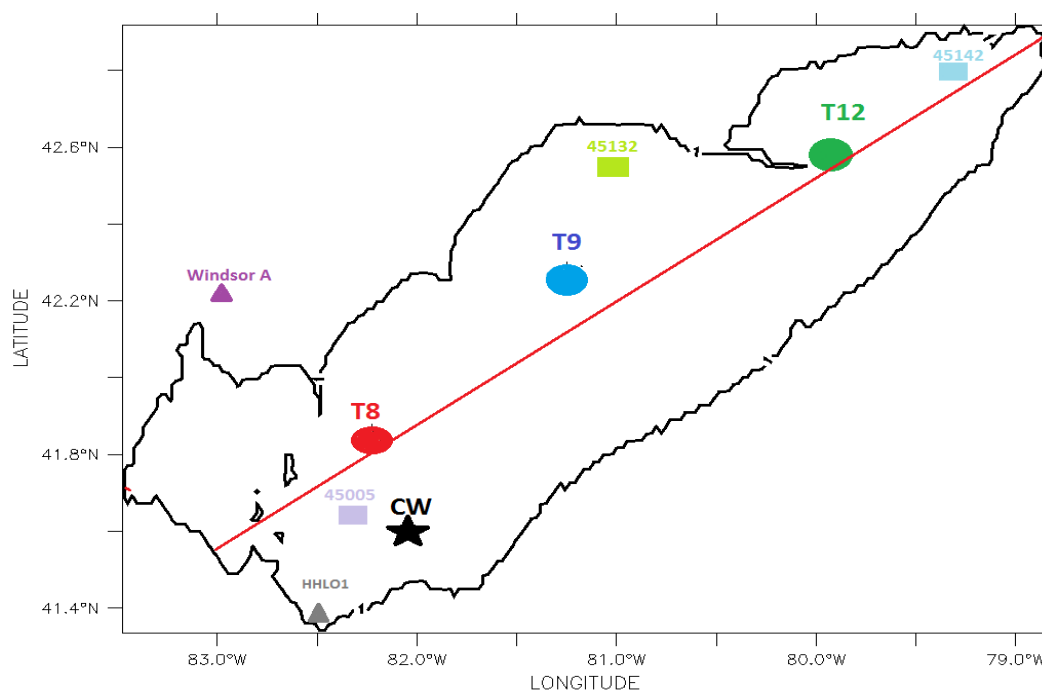 45142
T12
42.6°N
45132
T9
Windsor A
42.2°N
LATITUDE
T8
41.8°N
45005
CW
HHLO1
1
41.4°N
83.0°W
82.0°W
81.0°W
80.0°W
79.0°W
LONGITUDE